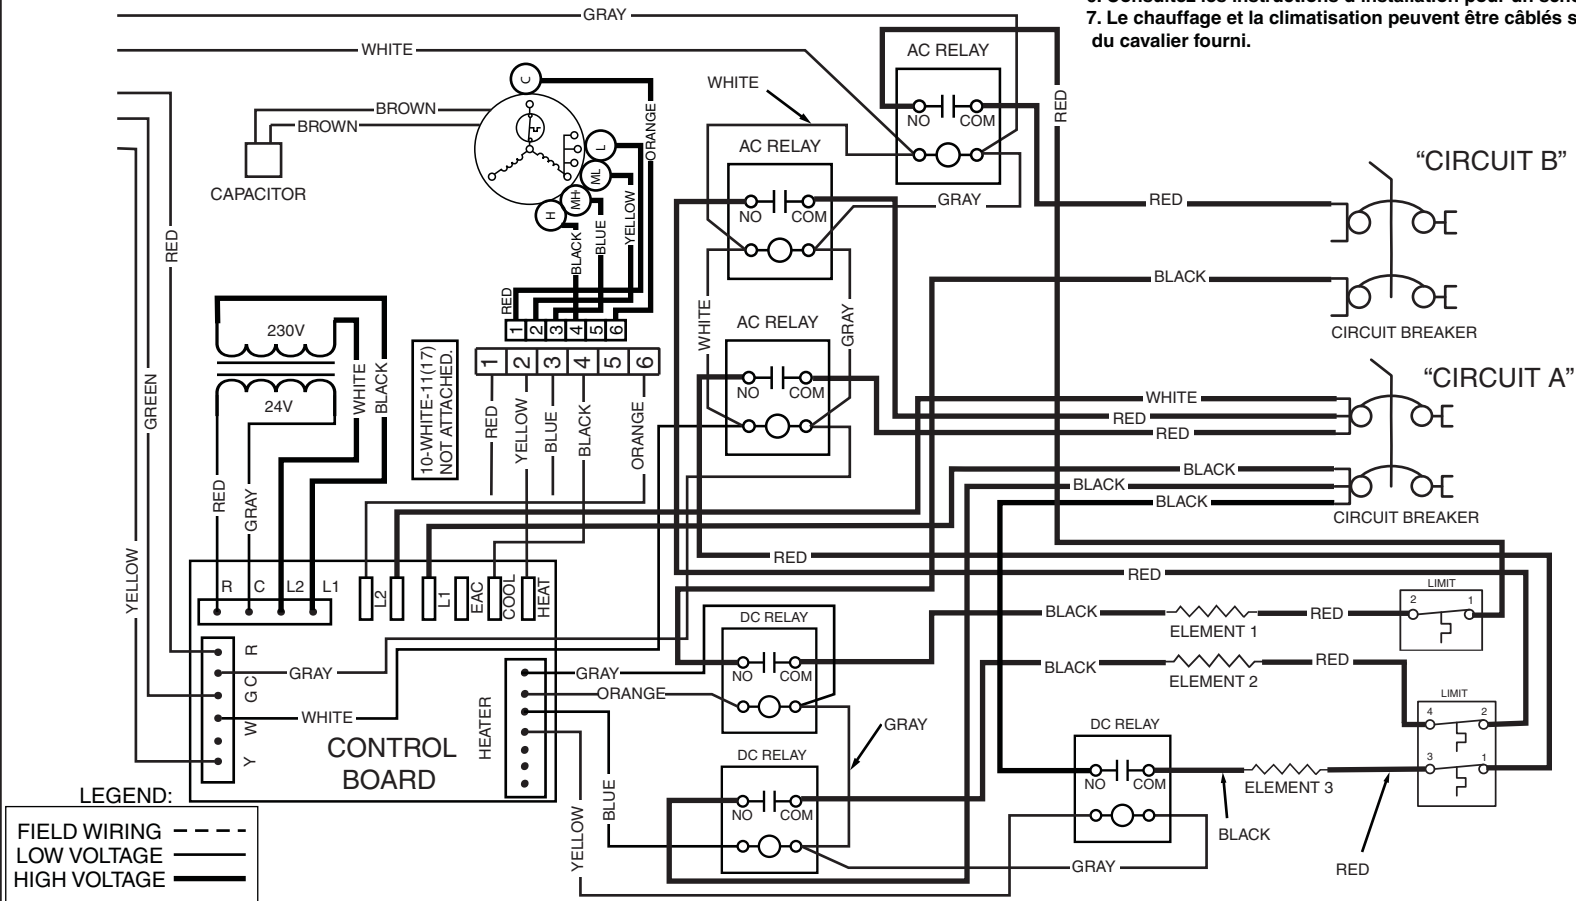 6. Consultez les instructions d'installation pour un
7. Le chauffage et la climatisation peuvent être câblés
du cavalier fourni.
GRAY
WHITE
AC RELAY
NO
COM
WHITE
RED
C
BROWN
BROWN
ORANGE
CAPACITOR
L
ML
MH
H
YELLOW
BLUE
BLACK
RED
AC RELAY
NO
COM
GRAY
RED
"CIRCUIT B"
BLACK
CIRCUIT BREAKER
RED
GREEN
YELLOW
230V
24V
WHITE
BLACK
RED
GRAY
1 2 3 4 5 6
1 2 3 4 5 6
10-WHITE-11(17)
NOT ATTACHED.
RED
YELLOW
BLUE
BLACK
ORANGE
WHITE
GRAY
AC RELAY
NO
COM
"CIRCUIT A"
WHITE
RED
RED
BLACK
BLACK
BLACK
CIRCUIT BREAKER
RED
RED
R C L2 L1
L2
L1
EAC
COOL
HEAT
R
C
G
W
Y
GRAY
WHITE
CONTROL
BOARD
HEATER
GRAY
ORANGE
BLUE
YELLOW
DC RELAY
NO
COM
BLACK
ELEMENT 1
RED
LIMIT
2
1
BLACK
ELEMENT 2
RED
LIMIT
4
2
3
1
GRAY
DC RELAY
NO
COM
DC RELAY
NO
COM
ELEMENT 3
BLACK
RED
GRAY
LEGEND:
FIELD WIRING
LOW VOLTAGE
HIGH VOLTAGE